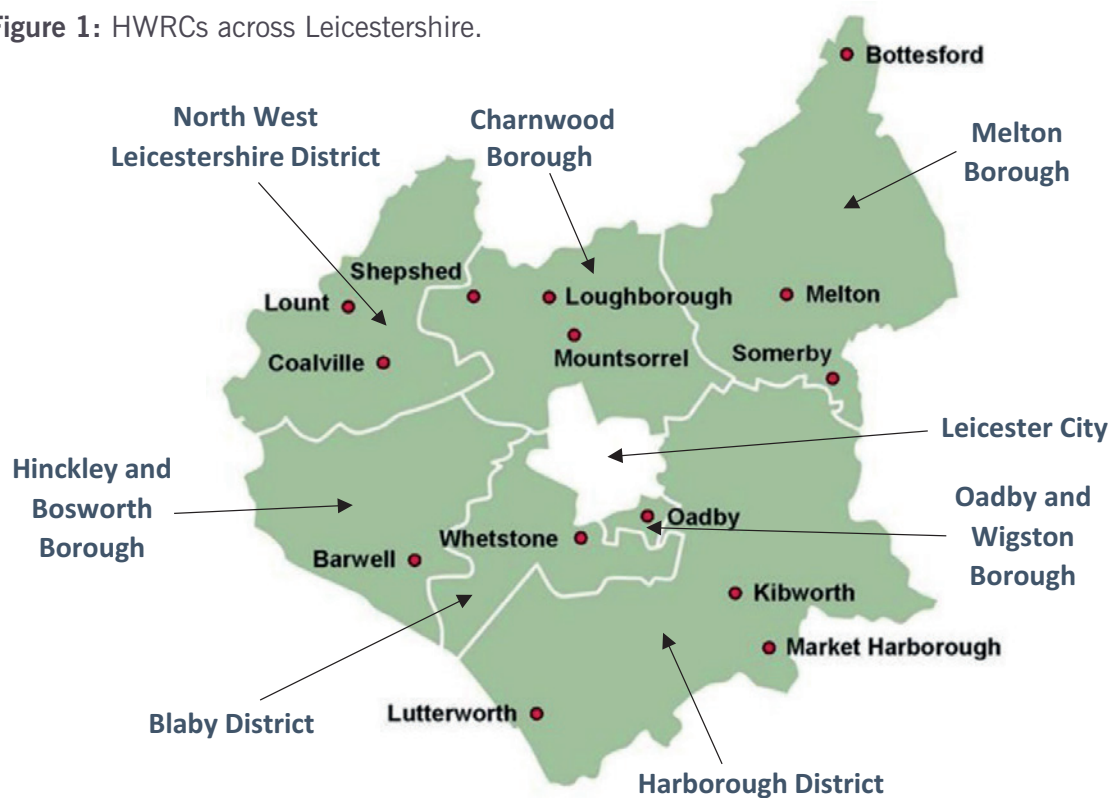 Figure 1: HWRCs across Leicestershire.
Bottesford
North West
Leicestershire District
Charnwood
Borough
Melton
Borough
Shepshed
Lount
Loughborough
Melton
Coalville
Mountsorrel
Somerby
Leicester City
Hinckley and
Bosworth
Borough
Oadby and
Wigston
Borough
Oadby
Whetstone
Barwell
Kibworth
Market Harborough
Blaby District
Lutterworth
Harborough District